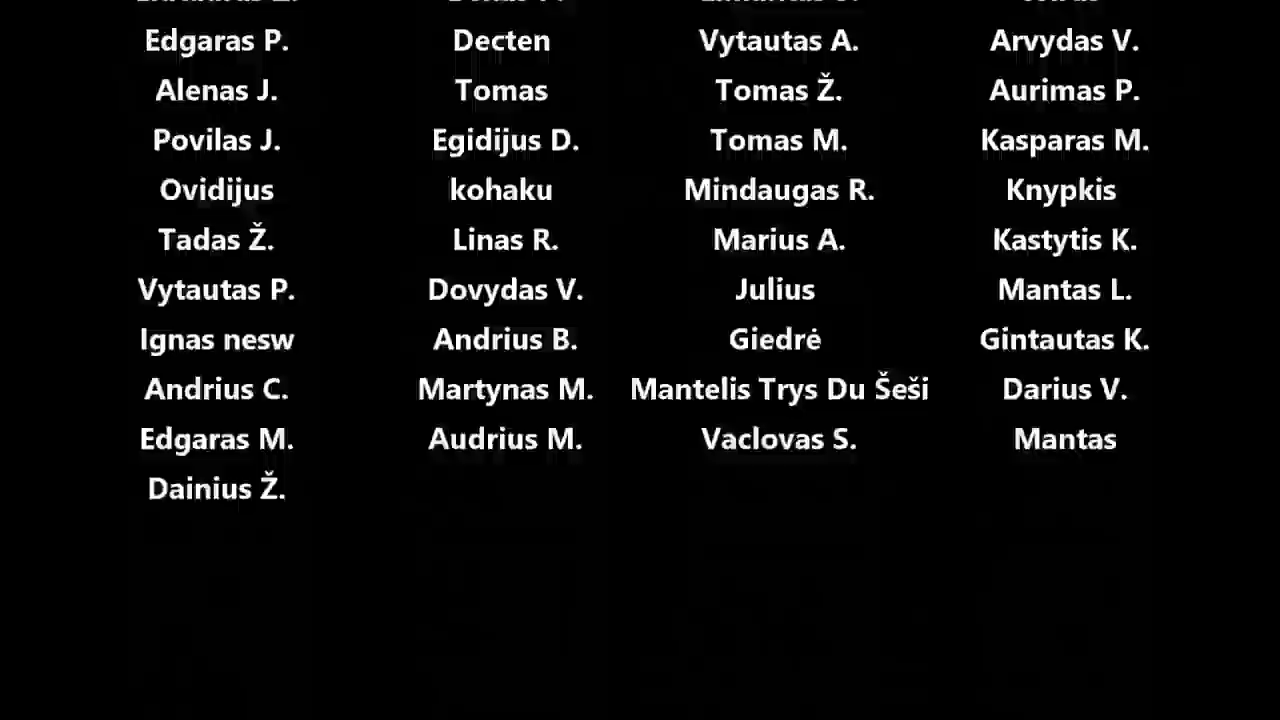 Edgaras P. Decten Vytautas A. Arvydas V.
Alenas J. Tomas Tomas Ž. Aurimas P.
Povilas J. Egidijus D. Tomas M. Kasparas M.
Ovidijus kohaku Mindaugas R. Knypkis
Tadas Ž. Linas R. Marius A. Kastytis K.
Vytautas P. Dovydas V. Julius Mantas L.
Ignas nesw Andrius B. Giedrė Gintautas K.
Andrius C. Martynas M. Mantelis Trys Du Šeši Darius V.
Edgaras M. Audrius M. Vaclovas S. Mantas
Dainius Ž.